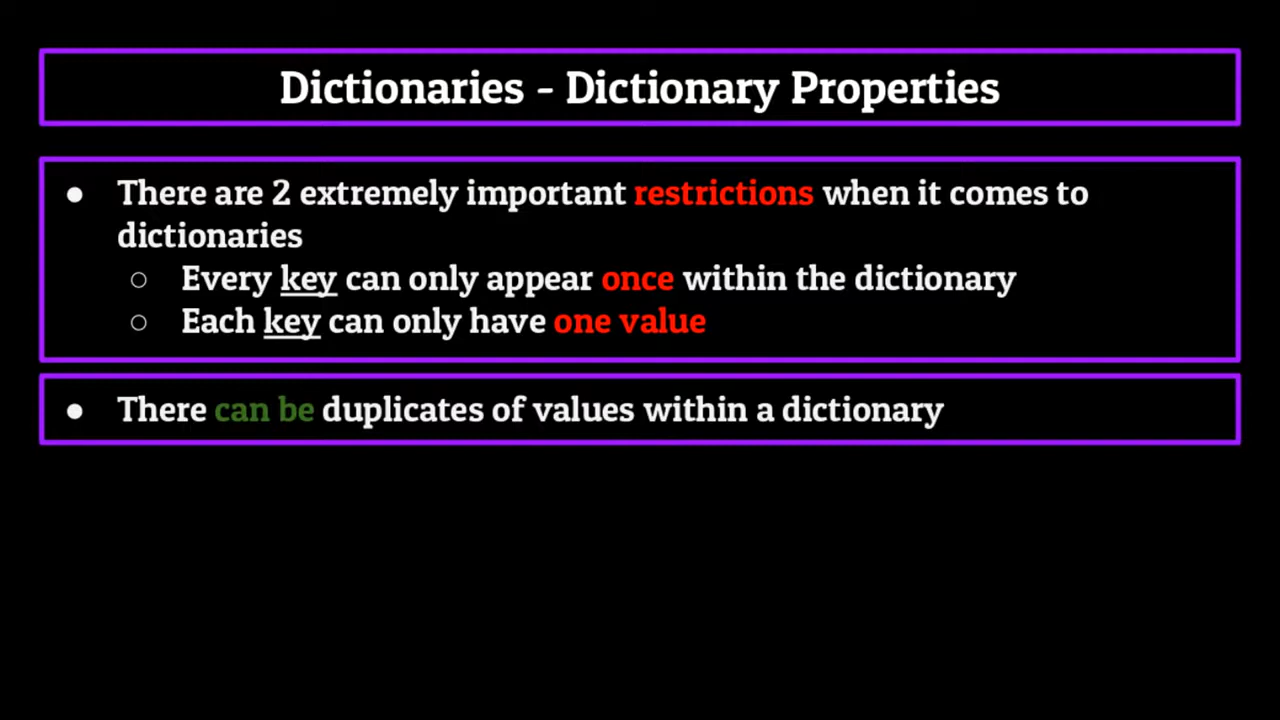 Dictionaries - Dictionary Properties
● There are 2 extremely important restrictions when it comes to
dictionaries
○ Every key can only appear once within the dictionary
○ Each key can only have one value
● There can be duplicates of values within a dictionary